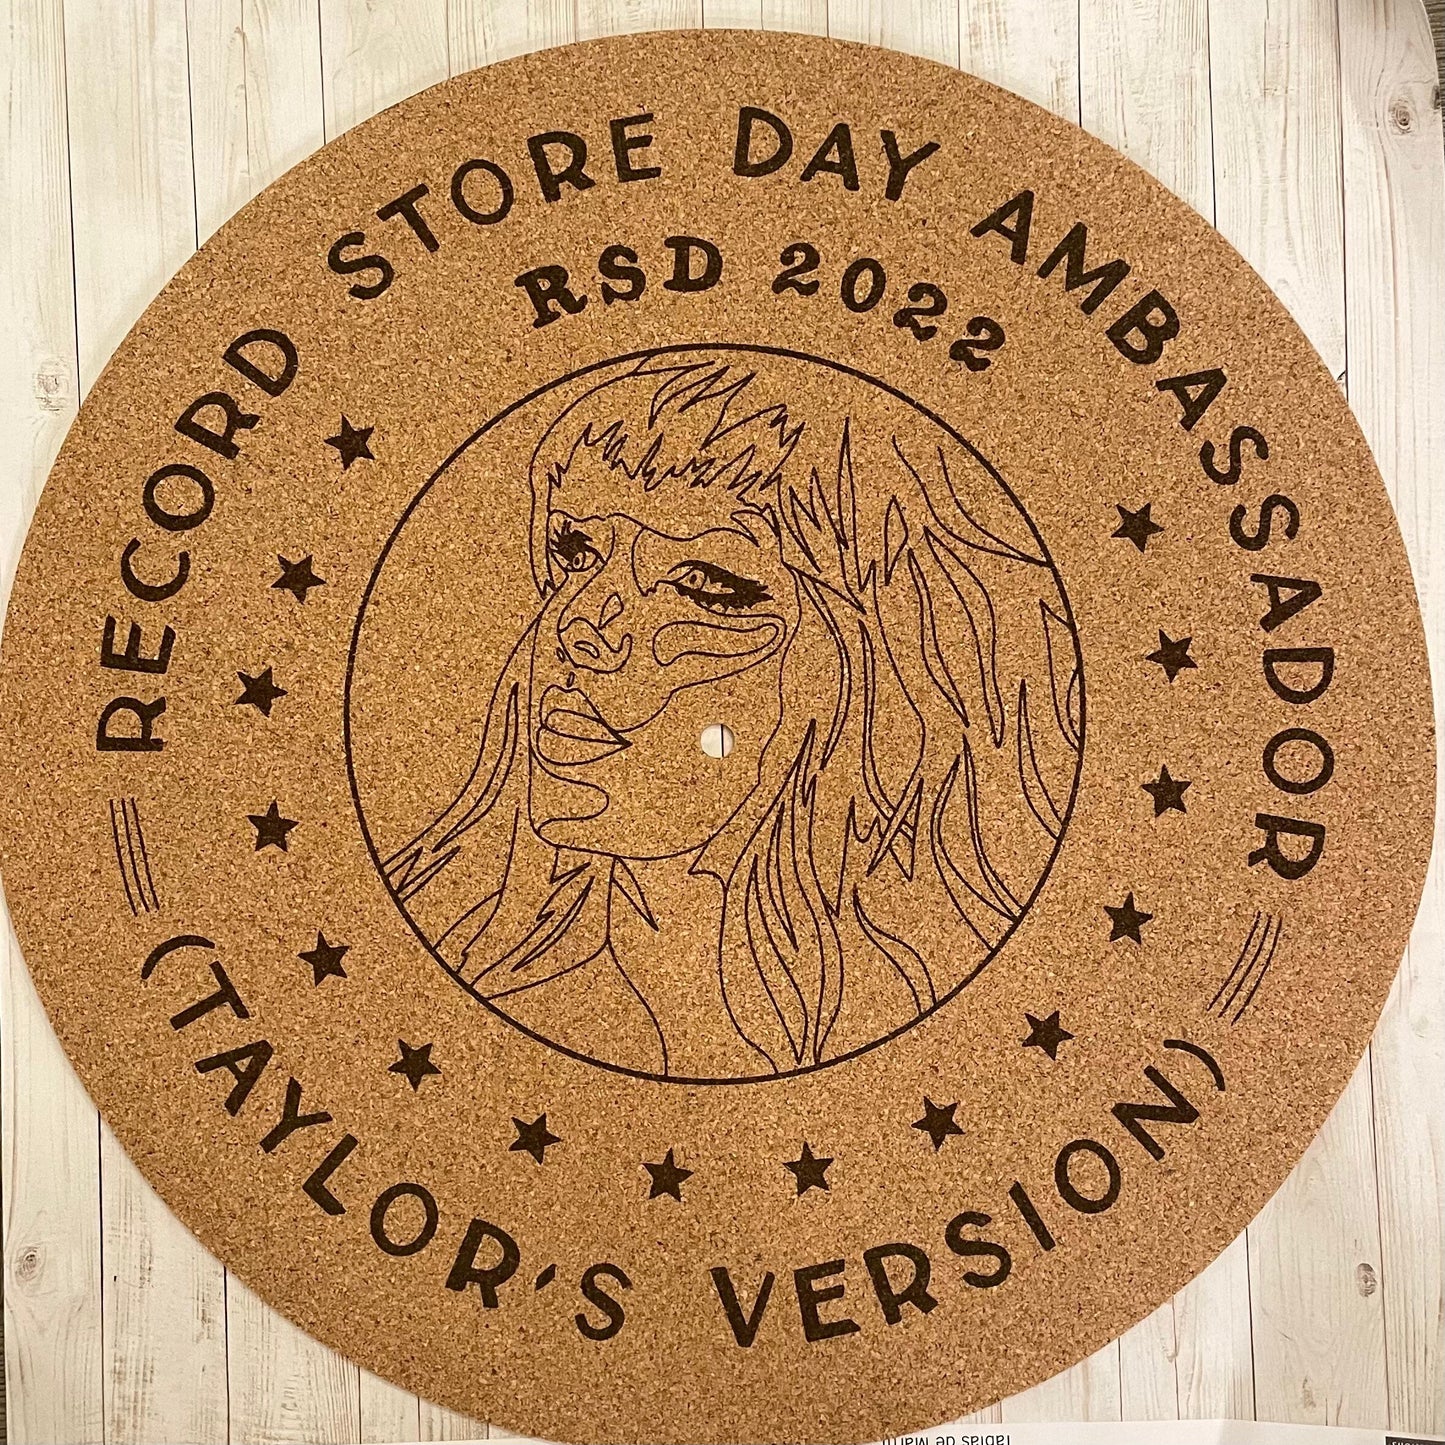 RECORD STORE DAY AMBASSADOR
RSD 2022
(TAYLOR'S VERSION)